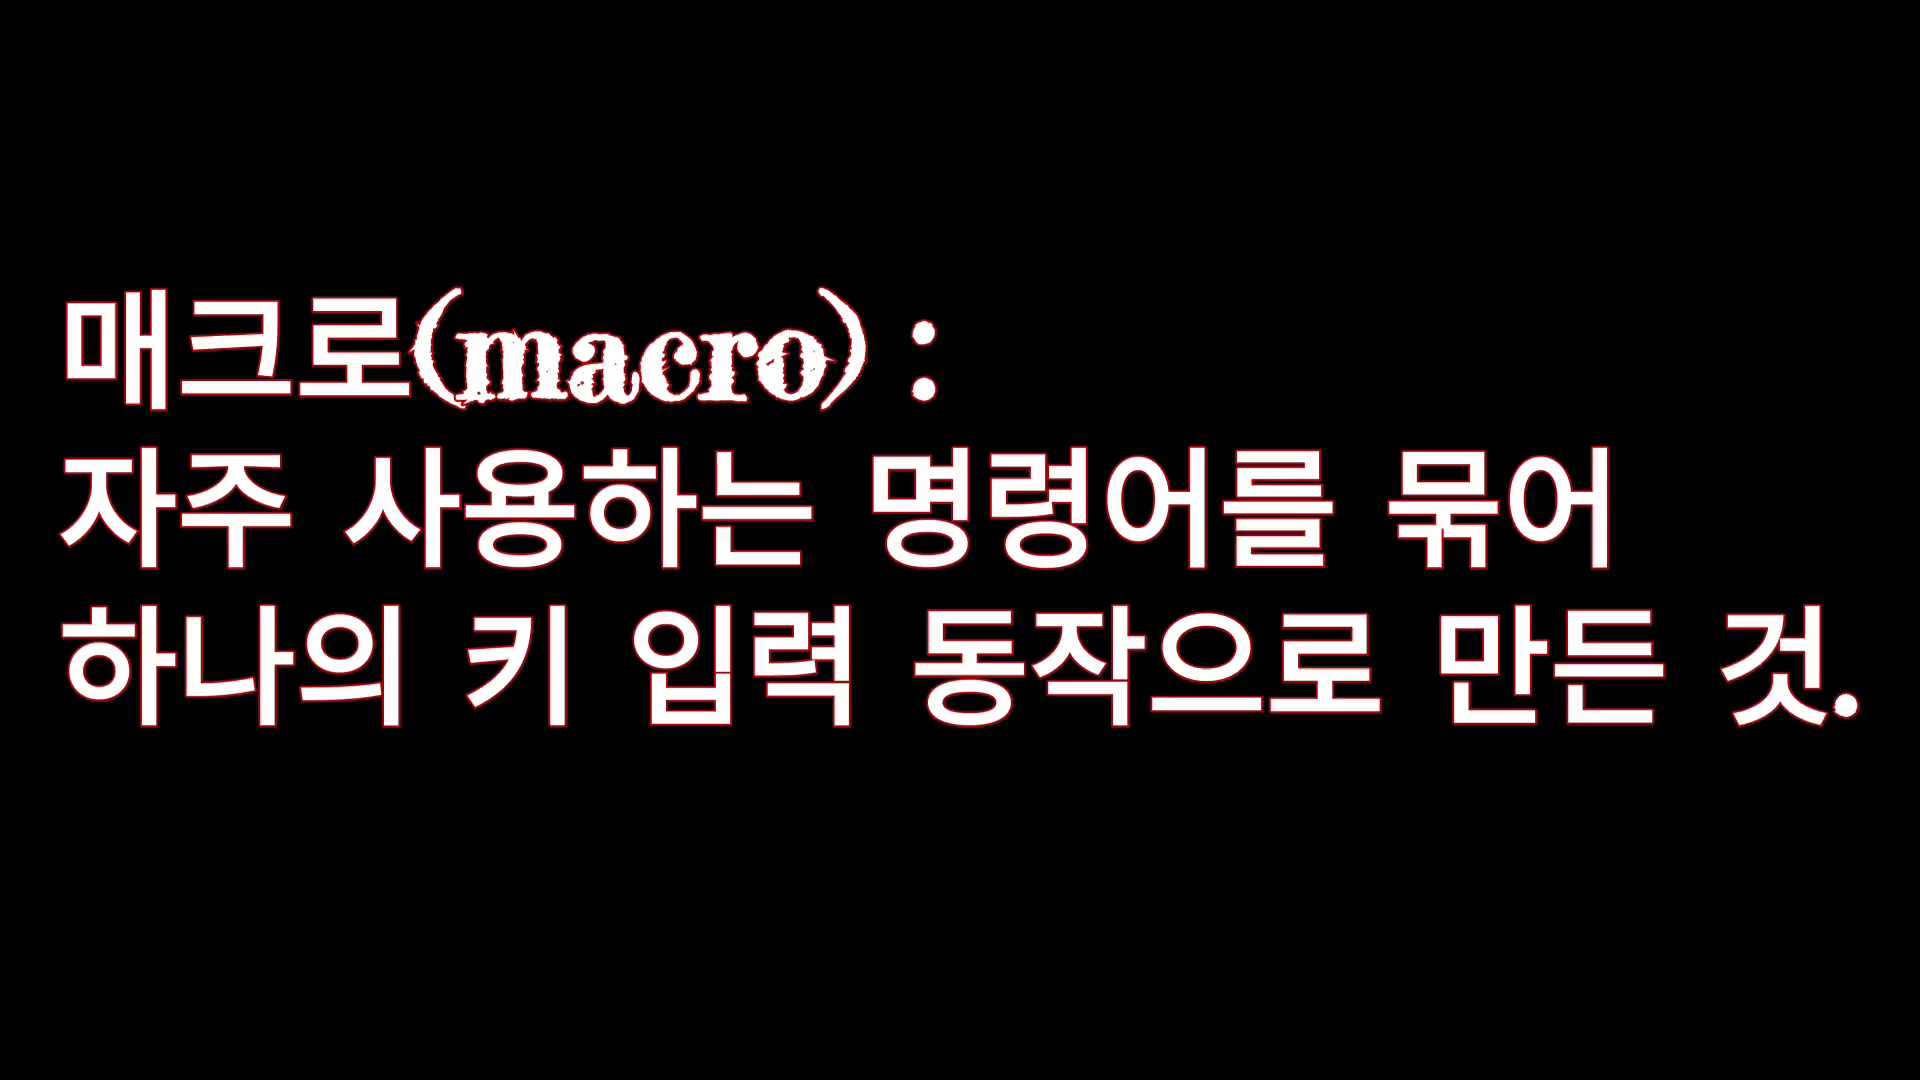 매크로(macro) :
자주 사용하는 명령어를 묶어
하나의 키 입력 동작으로 만든 것.